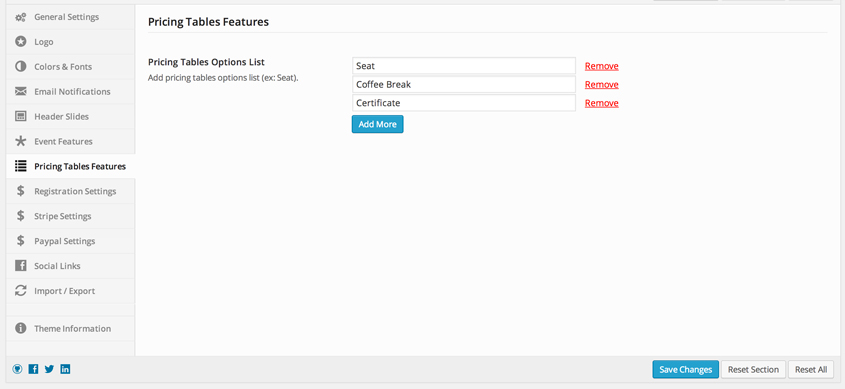 General Settings
Logo
Colors & Fonts
Email Notifications
Header Slides
Event Features
Pricing Tables Features
Registration Settings
Stripe Settings
Paypal Settings
Social Links
Import / Export
Theme Information
Pricing Tables Features
Pricing Tables Options List
Add pricing tables options list (ex: Seat).
Seat Remove
Coffee Break Remove
Certificate Remove
Add More
Save Changes Reset Section Reset All